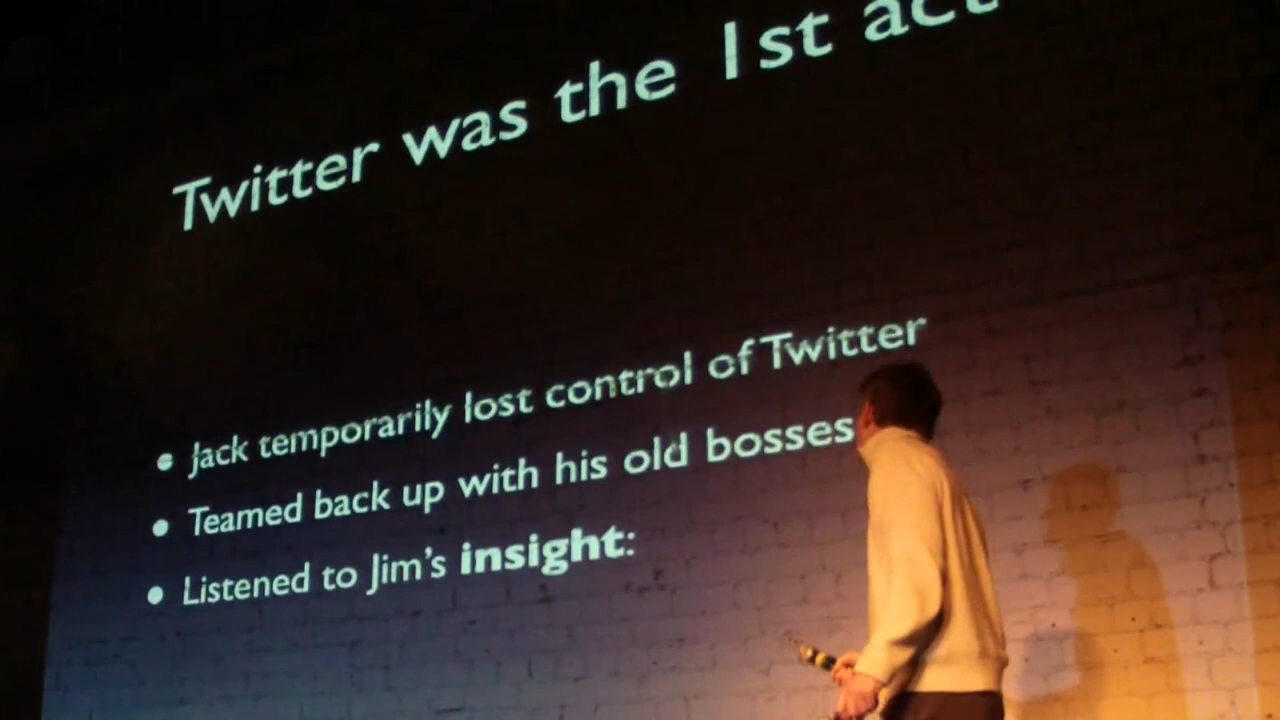 Twitter was the 1st act
• Jack temporarily lost control of Twitter
• Teamed back up with his old bosses
• Listened to Jim's insight: